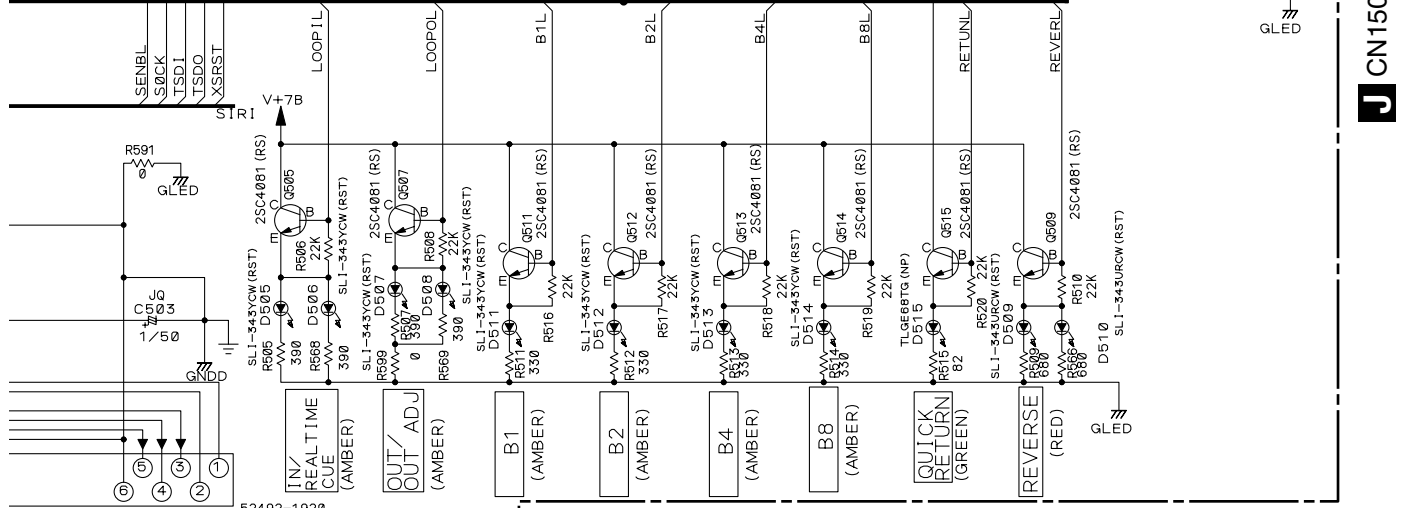 SENBL
SØCK
TSDI
TSDO
XSRST
SIRI
LOOPIL
LOOPOL
B1L
B2L
B4L
B8L
RETUNL
REVERL
GLED
J CN150
V+7B
R591
0
GLED
2SC4081 (RS)
Q505
C
B
E
R506
22K
SLI-343YCW (RST)
2SC4081 (RS)
Q507
C
B
E
R508
22K
SLI-343YCW (RST)
2SC4081 (RS)
Q511
C
B
E
22K
R516
2SC4081 (RS)
Q512
C
B
E
22K
R517
2SC4081 (RS)
Q513
C
B
E
22K
R518
2SC4081 (RS)
Q514
C
B
E
22K
R519
2SC4081 (RS)
Q515
C
B
E
22K
R520
2SC4081 (RS)
Q509
C
B
E
R510
22K
SLI-343YCW (RST)
D505
D506
SLI-343YCW (RST)
D507
D508
SLI-343YCW (RST)
D511
SLI-343YCW (RST)
D512
SLI-343YCW (RST)
D513
SLI-343YCW (RST)
D514
TLGE68TG (NP)
D515
SLI-343URCW (RST)
D509
D510
SLI-343URCW (RST)
JQ
C503
+
1/50
GNDD
R505
390
R568
390
R507
390
R599
0
R569
390
R511
330
R512
330
R513
330
R514
330
R515
82
R509
680
R566
680
GLED
IN/
REALTIME
CUE
(AMBER)
OUT/
OUT ADJ
(AMBER)
B1
(AMBER)
B2
(AMBER)
B4
(AMBER)
B8
(AMBER)
QUICK
RETURN
(GREEN)
REVERSE
(RED)
5
3
1
6
4
2
52492-1920